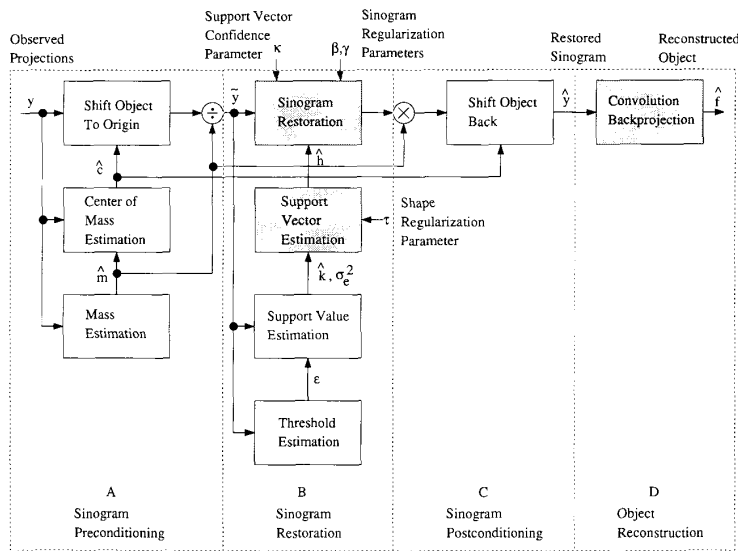 Support Vector
Confidence
Parameter
κ
Sinogram
Regularization
Parameters
β,γ
Observed
Projections
Restored
Sinogram
Reconstructed
Object
y
Shift Object
To Origin
÷
ỹ
Sinogram
Restoration
×
Shift Object
Back
ŷ
Convolution
Backprojection
f̂
ĉ
ĥ
Center of
Mass
Estimation
Support
Vector
Estimation
τ
Shape
Regularization
Parameter
m̂
k̂ , σe²
Mass
Estimation
Support Value
Estimation
ε
Threshold
Estimation
A
Sinogram
Preconditioning
B
Sinogram
Restoration
C
Sinogram
Postconditioning
D
Object
Reconstruction